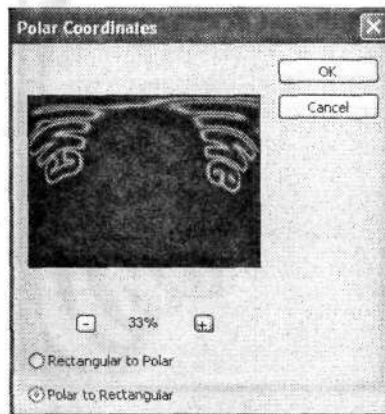 Polar Coordinates
OK
Cancel
- 33% +
Rectangular to Polar
Polar to Rectangular